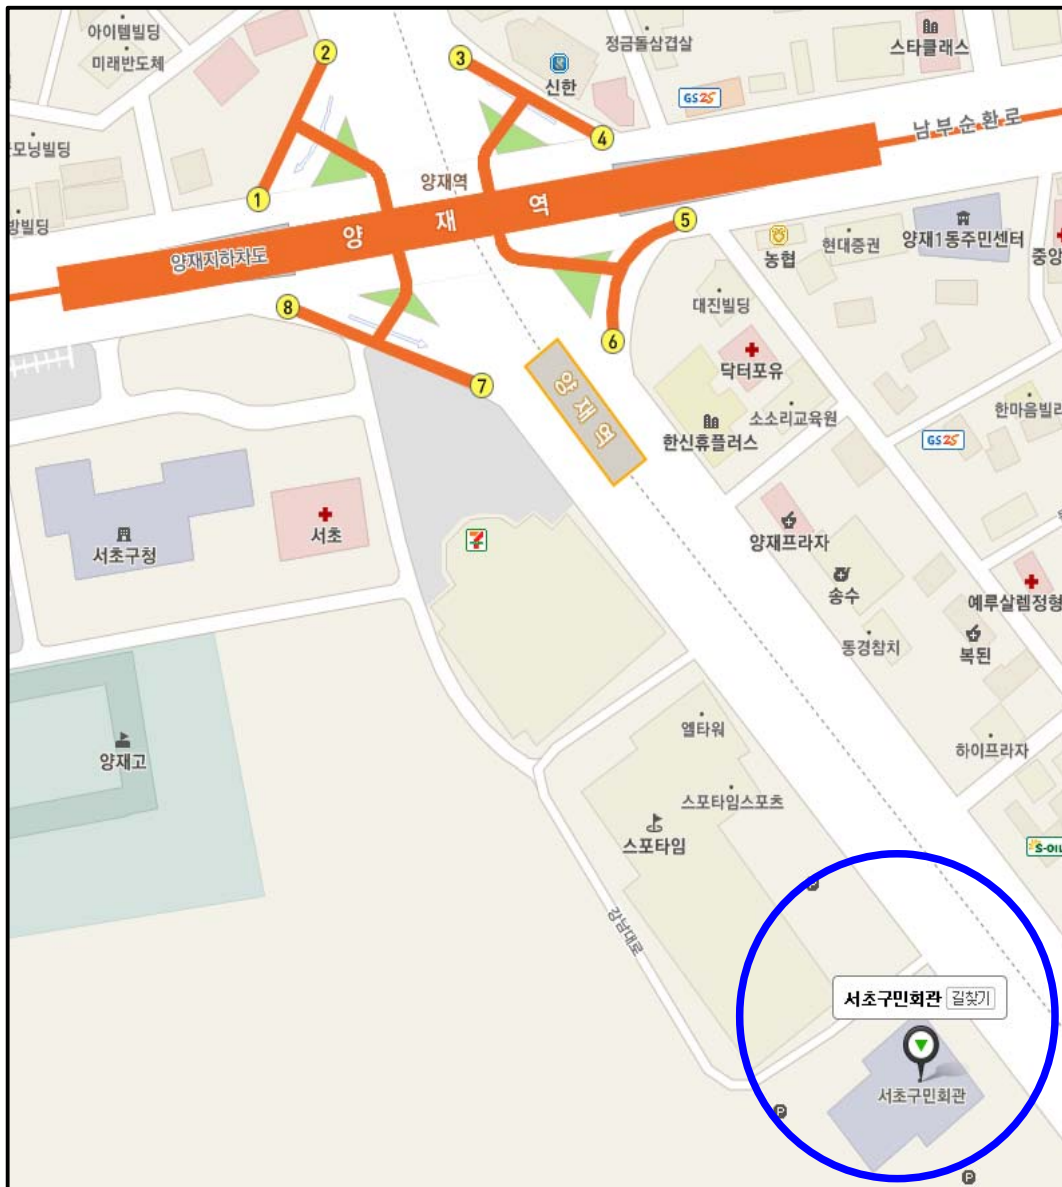 아이템빌딩
미래반도체
2
3
신한
정금돌삼겹살
스타클래스
GS25
4
남부순환로
모닝빌딩
1
양재역
양재역
5
방빌딩
양재지하차도
농협
현대증권
양재1동주민센터
중앙
8
대진빌딩
6
7
닥터포유
양재역
소소리교육원
한마음빌라
한신휴플러스
GS25
서초구청
서초
7
양재프라자
송수
예루살렘정형
동경참치
복된
엘타워
양재고
하이프라자
스포타임스포츠
스포타임
S-OIL
P
강남대로
서초구민회관 길찾기
서초구민회관
P
P